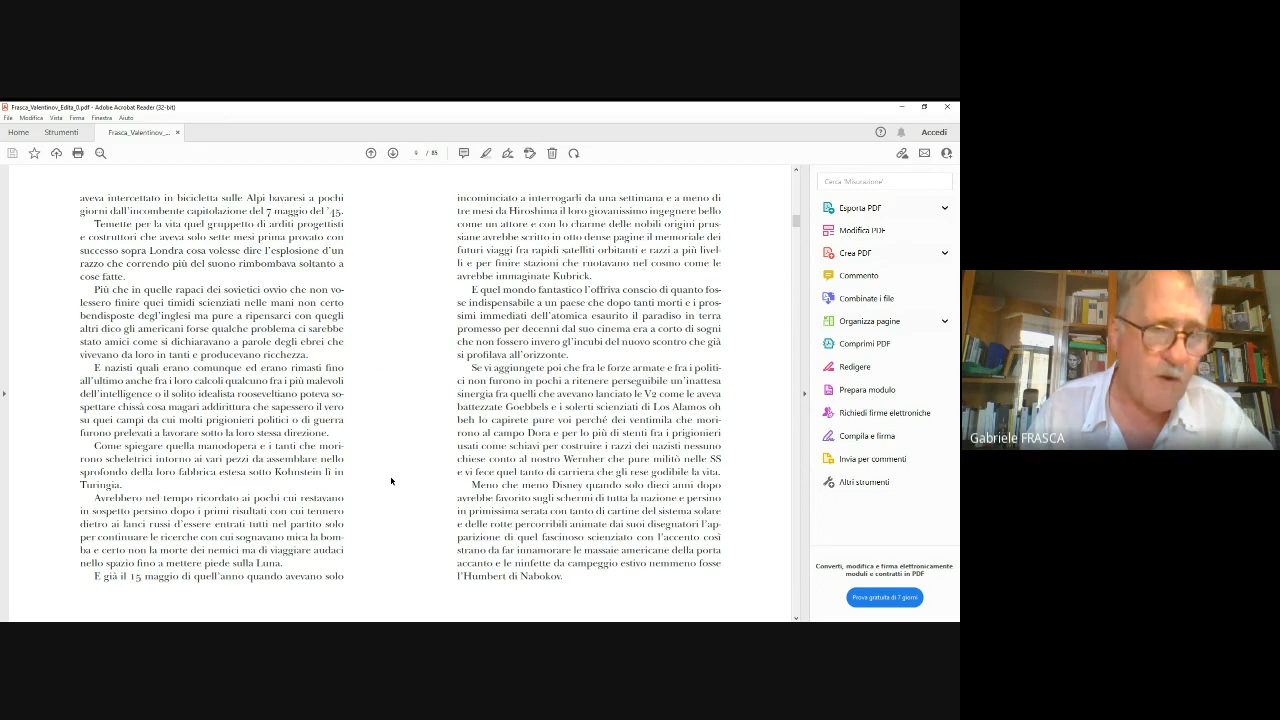 Frasca_Valentinov_Edita_0.pdf - Adobe Acrobat Reader (32-bit)
File Modifica Vista Firma Finestra Aiuto
Home Strumenti Frasca_Valentinov_... × Accedi
9 / 85
aveva intercettato in bicicletta sulle Alpi bavaresi a pochi
giorni dall'incombente capitolazione del 7 maggio del '45.
Temette per la vita quel gruppetto di arditi progettisti
e costruttori che aveva solo sette mesi prima provato con
successo sopra Londra cosa volesse dire l'esplosione d'un
razzo che correndo più del suono rimbombava soltanto a
cose fatte.
Più che in quelle rapaci dei sovietici ovvio che non vo-
lessero finire quei timidi scienziati nelle mani non certo
bendisposte degl'inglesi ma pure a ripensarci con quegli
altri dico gli americani forse qualche problema ci sarebbe
stato amici come si dichiaravano a parole degli ebrei che
vivevano da loro in tanti e producevano ricchezza.
E nazisti quali erano comunque ed erano rimasti fino
all'ultimo anche fra i loro calcoli qualcuno fra i più malevoli
dell'intelligence o il solito idealista rooseveltiano poteva so-
spettare chissà cosa magari addirittura che sapessero il vero
su quei campi da cui molti prigionieri politici o di guerra
furono prelevati a lavorare sotto la loro stessa direzione.
Come spiegare quella manodopera e i tanti che mori-
rono scheletrici intorno ai vari pezzi da assemblare nello
sprofondo della loro fabbrica estesa sotto Kohnstein lì in
Turingia.
Avrebbero nel tempo ricordato ai pochi cui restavano
in sospetto persino dopo i primi risultati con cui tennero
dietro ai lanci russi d'essere entrati tutti nel partito solo
per continuare le ricerche con cui sognavano mica la bom-
ba e certo non la morte dei nemici ma di viaggiare audaci
nello spazio fino a mettere piede sulla Luna.
E già il 15 maggio di quell'anno quando avevano solo
incominciato a interrogarli da una settimana e a meno di
tre mesi da Hiroshima il loro giovanissimo ingegnere bello
come un attore e con lo charme delle nobili origini prus-
siane avrebbe scritto in otto dense pagine il memoriale dei
futuri viaggi fra rapidi satelliti orbitanti e razzi a più livel-
li e per finire stazioni che ruotavano nel cosmo come le
avrebbe immaginate Kubrick.
E quel mondo fantastico l'offriva conscio di quanto fos-
se indispensabile a un paese che dopo tanti morti e i pros-
simi immediati dell'atomica esaurito il paradiso in terra
promesso per decenni dal suo cinema era a corto di sogni
che non fossero invero gl'incubi del nuovo scontro che già
si profilava all'orizzonte.
Se vi aggiungete poi che fra le forze armate e fra i politi-
ci non furono in pochi a ritenere perseguibile un'inattesa
sinergia fra quelli che avevano lanciato le V2 come le aveva
battezzate Goebbels e i solerti scienziati di Los Alamos oh
beh lo capirete pure voi perché dei ventimila che mori-
rono al campo Dora e per lo più di stenti fra i prigionieri
usati come schiavi per costruire i razzi dei nazisti nessuno
chiese conto al nostro Wernher che pure militò nelle SS
e vi fece quel tanto di carriera che gli rese godibile la vita.
Meno che meno Disney quando solo dieci anni dopo
avrebbe favorito sugli schermi di tutta la nazione e persino
in primissima serata con tanto di cartine del sistema solare
e delle rotte percorribili animate dai suoi disegnatori l'ap-
parizione di quel fascinoso scienziato con l'accento così
strano da far innamorare le massaie americane della porta
accanto e le ninfette da campeggio estivo nemmeno fosse
l'Humbert di Nabokov.
Cerca 'Misurazione'
Esporta PDF
Modifica PDF
Crea PDF
Commento
Combinate i file
Organizza pagine
Comprimi PDF
Redigere
Prepara modulo
Richiedi firme elettroniche
Compila e firma
Invia per commenti
Altri strumenti
Converti, modifica e firma elettronicamente
moduli e contratti in PDF
Prova gratuita di 7 giorni
Gabriele FRASCA